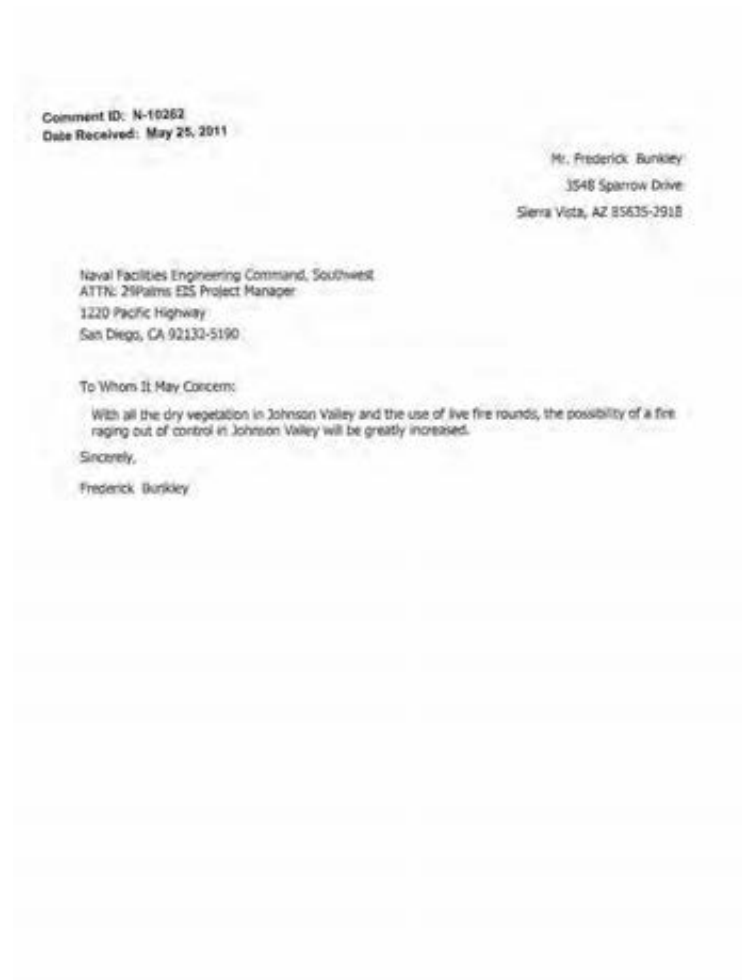 Comment ID: N-10262
Date Received: May 25, 2011
Mr. Frederick Bunkley
3548 Sparrow Drive
Sierra Vista, AZ 85635-2918
Naval Facilities Engineering Command, Southwest
ATTN: 29Palms EIS Project Manager
1220 Pacific Highway
San Diego, CA 92132-5190
To Whom It May Concern:
With all the dry vegetation in Johnson Valley and the use of live fire rounds, the possibility of a fire
raging out of control in Johnson Valley will be greatly increased.
Sincerely,
Frederick Bunkley